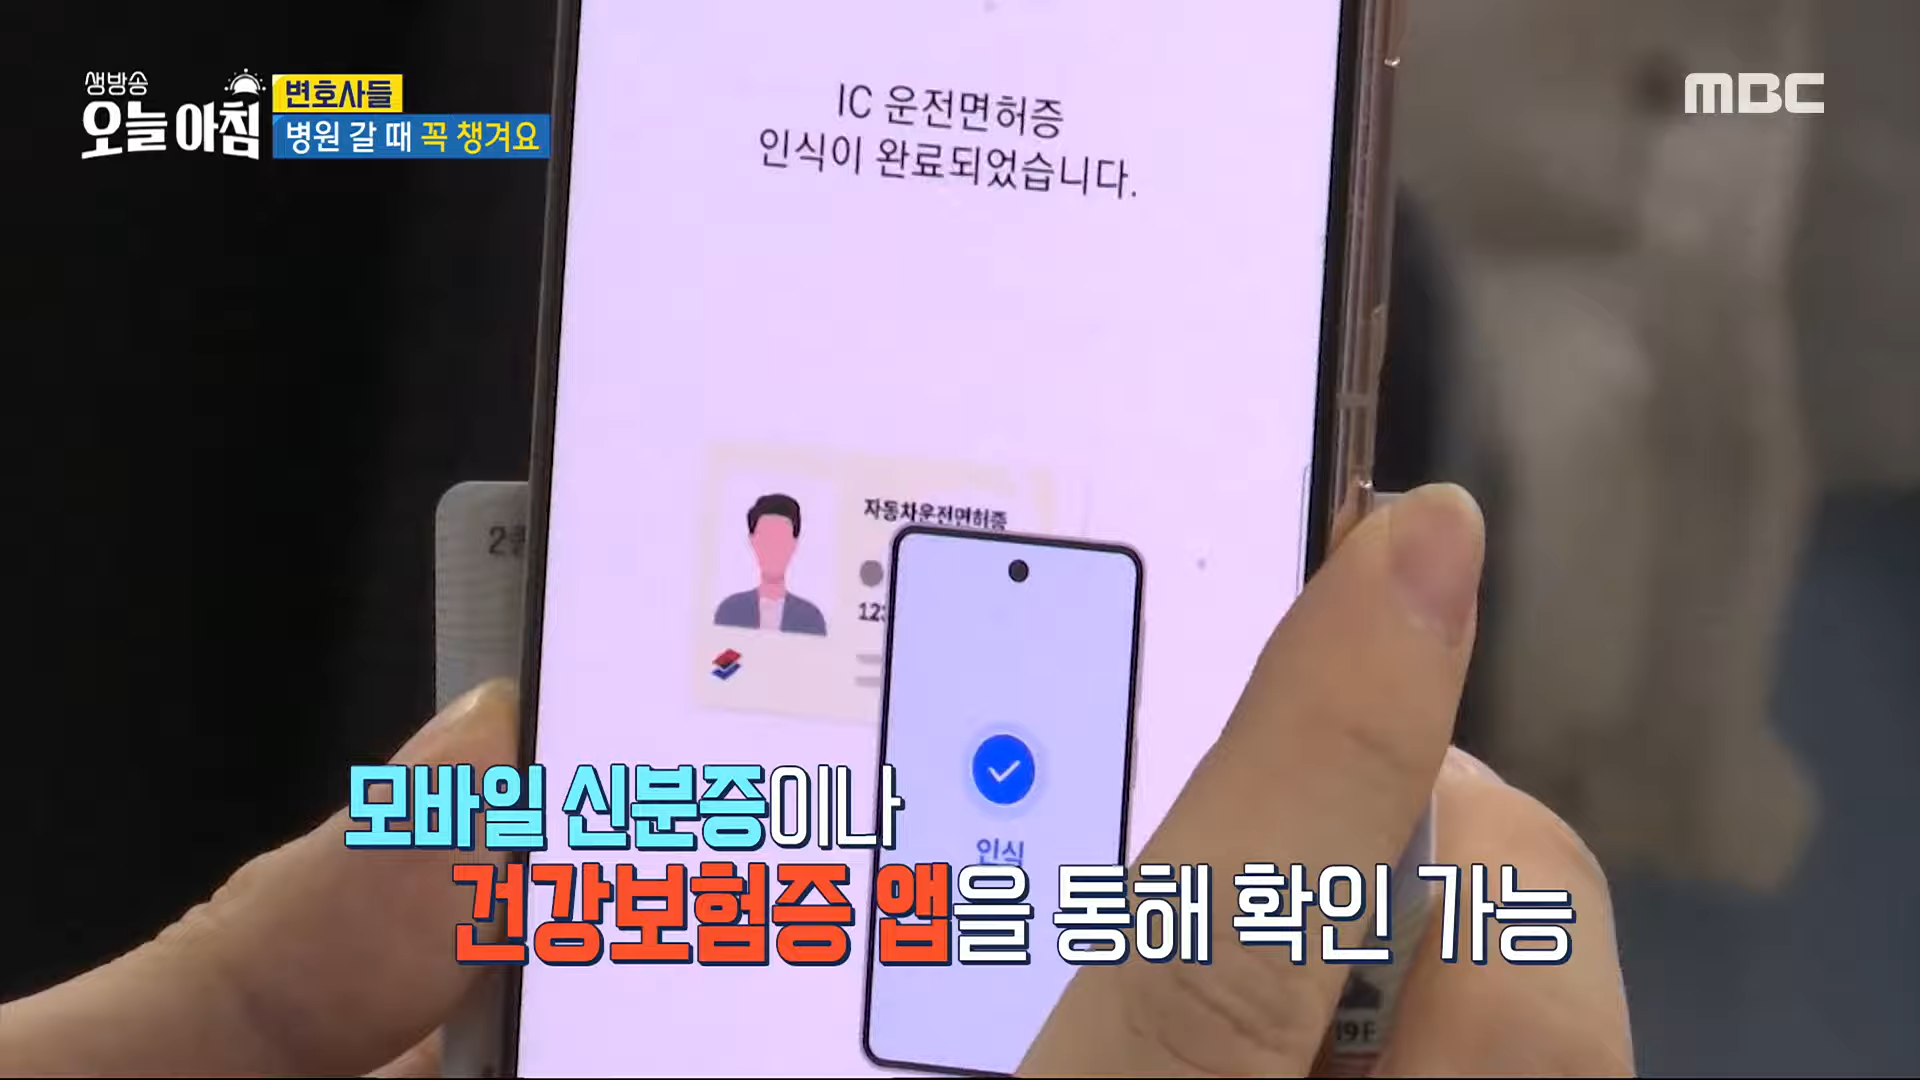 생방송
오늘 아침
변호사들
병원 갈 때 꼭 챙겨요
MBC
IC 운전면허증
인식이 완료되었습니다.
자동차운전면허증
123
인식
모바일 신분증이나
건강보험증 앱을 통해 확인 가능